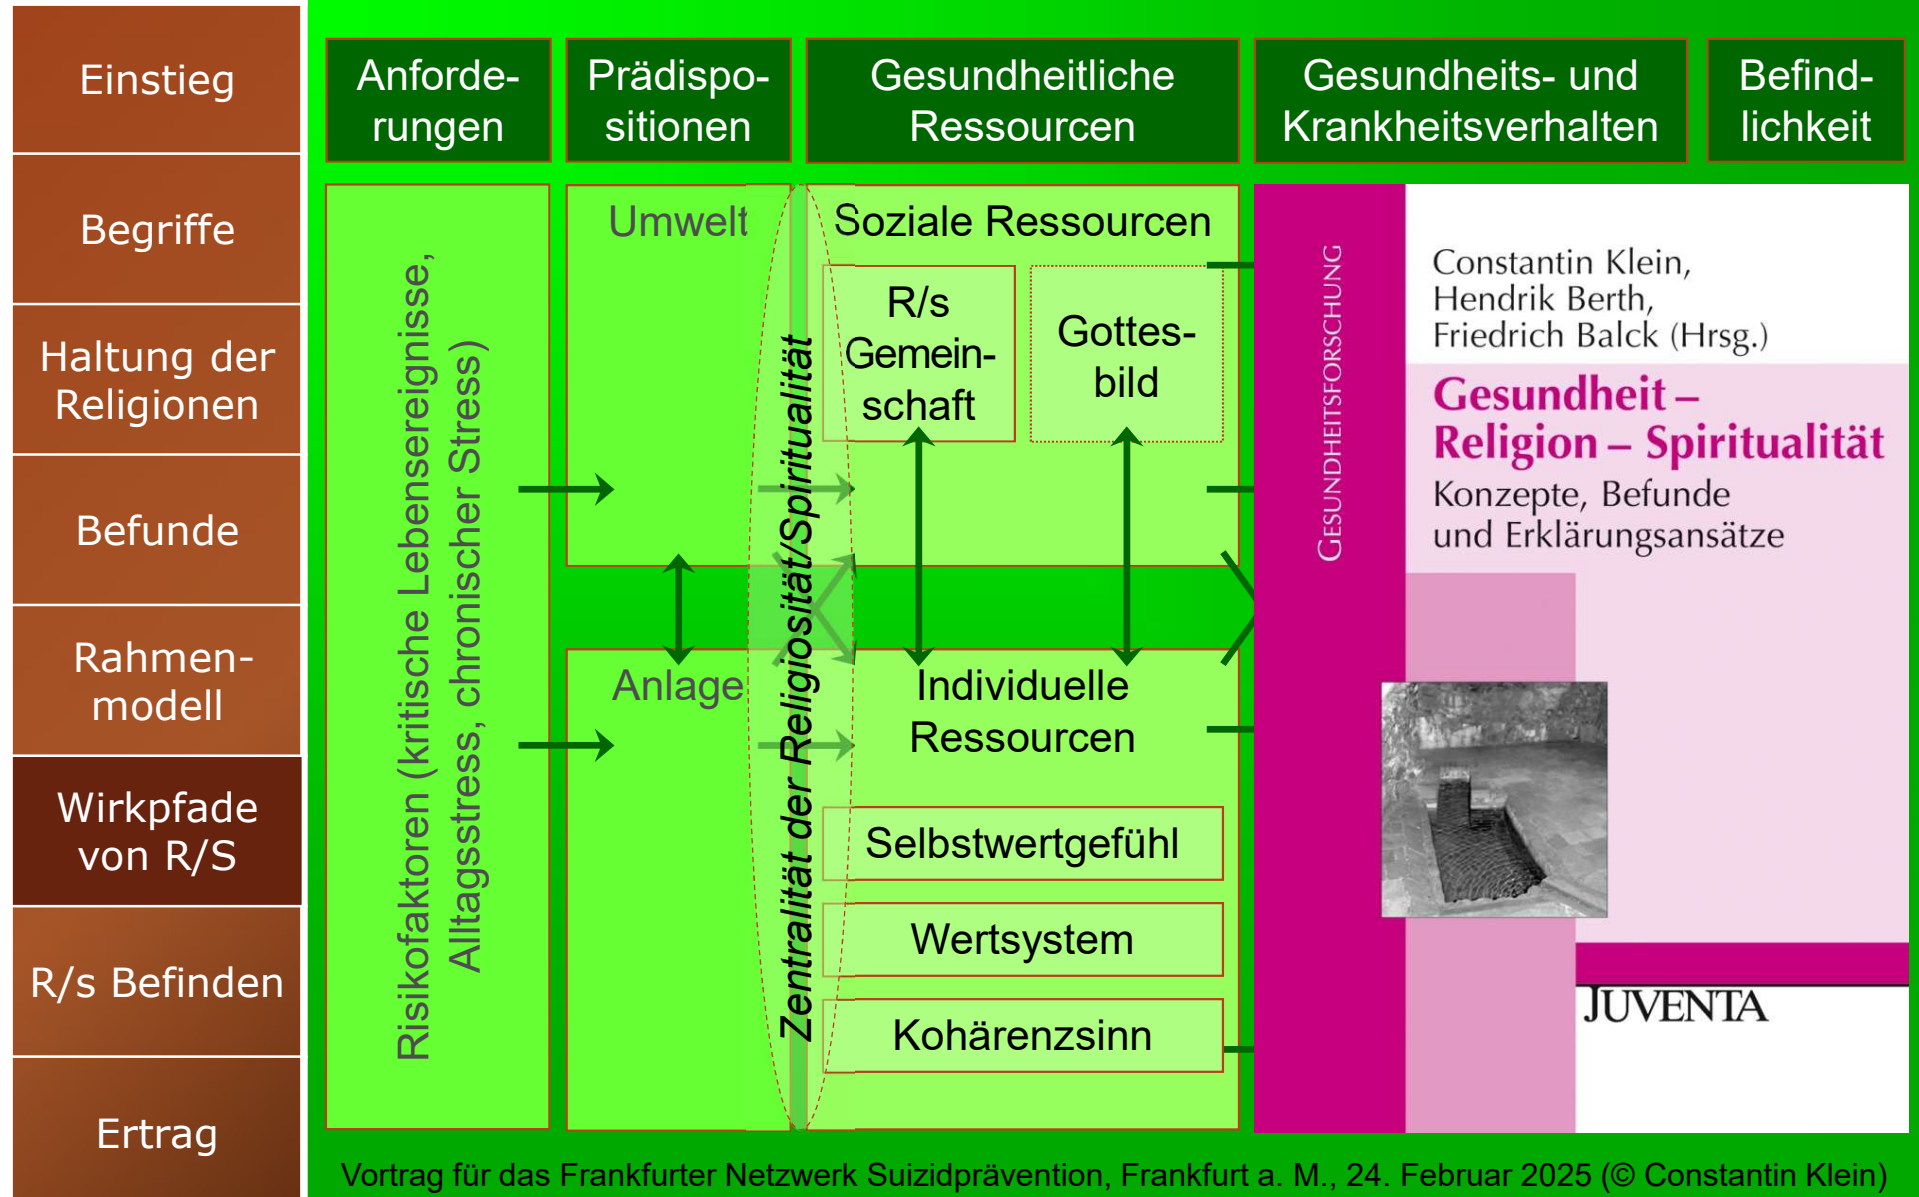 Einstieg
Begriffe
Haltung der
Religionen
Befunde
Rahmen-
modell
Wirkpfade
von R/S
R/s Befinden
Ertrag
Anforde-
rungen
Prädispo-
sitionen
Gesundheitliche
Ressourcen
Gesundheits- und
Krankheitsverhalten
Befind-
lichkeit
Risikofaktoren (kritische Lebensereignisse,
Alltagsstress, chronischer Stress)
Umwelt
Anlage
Zentralität der Religiosität/Spiritualität
Soziale Ressourcen
R/s
Gemein-
schaft
Gottes-
bild
Individuelle
Ressourcen
Selbstwertgefühl
Wertsystem
Kohärenzsinn
GESUNDHEITSFORSCHUNG
Constantin Klein,
Hendrik Berth,
Friedrich Balck (Hrsg.)
Gesundheit –
Religion – Spiritualität
Konzepte, Befunde
und Erklärungsansätze
JUVENTA
Vortrag für das Frankfurter Netzwerk Suizidprävention, Frankfurt a. M., 24. Februar 2025 (© Constantin Klein)